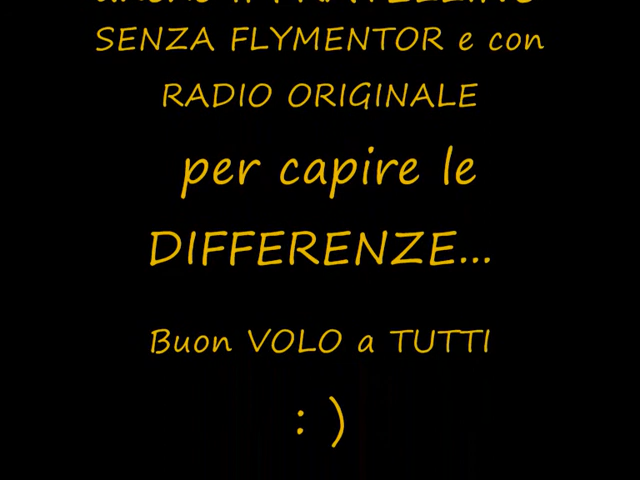 SENZA FLYMENTOR e con
RADIO ORIGINALE
per capire le
DIFFERENZE...
Buon VOLO a TUTTI
: )